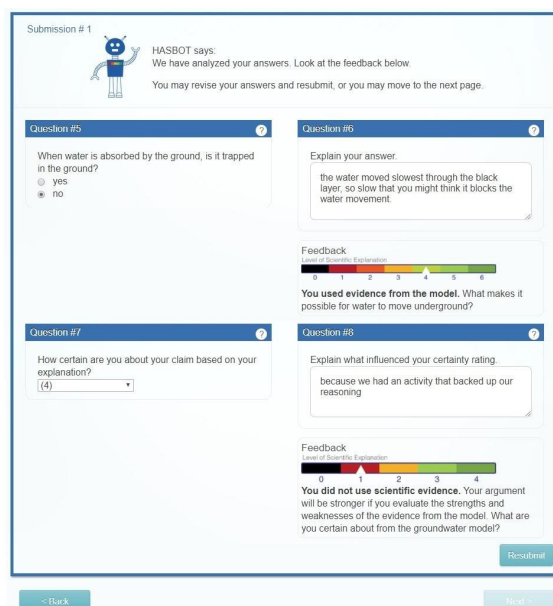 Submission # 1
HASBOT says:
We have analyzed your answers. Look at the feedback below.
You may revise your answers and resubmit, or you may move to the next page.
Question #5
?
When water is absorbed by the ground, is it trapped
in the ground?
yes
no
Question #6
?
Explain your answer.
the water moved slowest through the black
layer, so slow that you might think it blocks the
water movement.
Feedback
Level of Scientific Explanation
0 1 2 3 4 5 6
You used evidence from the model. What makes it
possible for water to move underground?
Question #7
?
How certain are you about your claim based on your
explanation?
(4)
Question #8
?
Explain what influenced your certainty rating.
because we had an activity that backed up our
reasoning
Feedback
Level of Scientific Explanation
0 1 2 3 4
You did not use scientific evidence. Your argument
will be stronger if you evaluate the strengths and
weaknesses of the evidence from the model. What are
you certain about from the groundwater model?
Resubmit
< Back
Next >